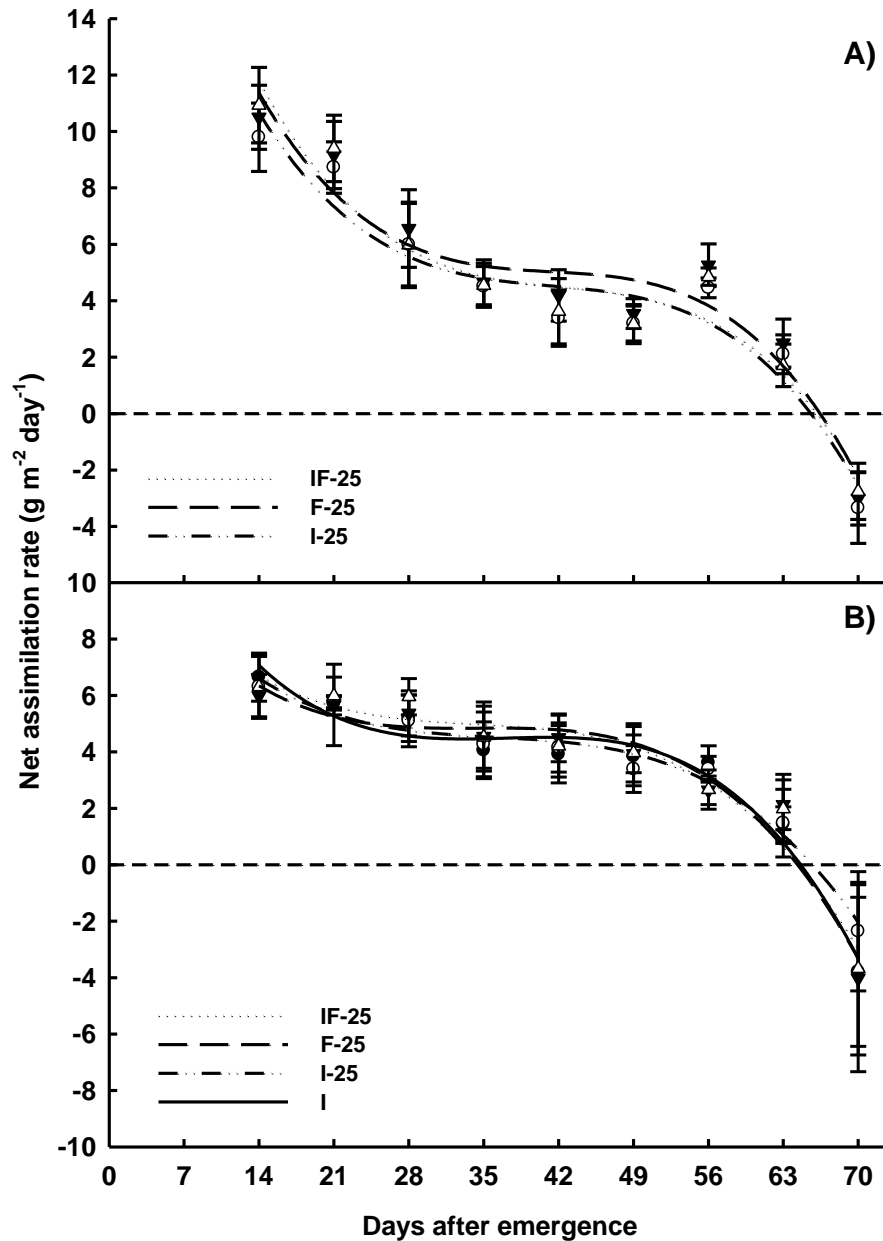 14
12
10
8
6
4
2
0
-2
-4
A)
IF-25
F-25
I-25
Net assimilation rate (g m-2 day-1)
10
8
6
4
2
0
-2
-4
-6
-8
-10
B)
IF-25
F-25
I-25
I
0 7 14 21 28 35 42 49 56 63 70
Days after emergence